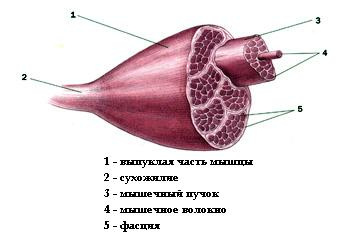 1
2
3
4
5
1 - выпуклая часть мышцы
2 - сухожилие
3 - мышечный пучок
4 - мышечное волокно
5 - фасция